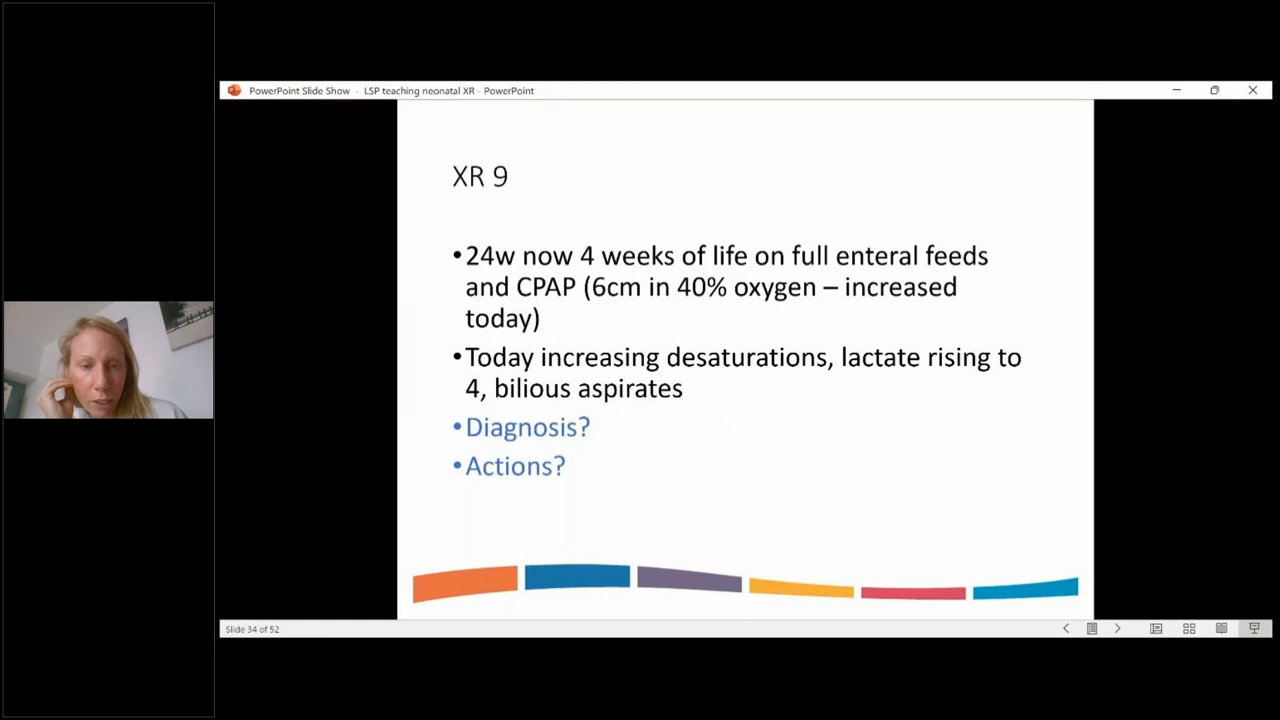 PowerPoint Slide Show - LSP teaching neonatal XR - PowerPoint
XR 9
•24w now 4 weeks of life on full enteral feeds
and CPAP (6cm in 40% oxygen – increased
today)
•Today increasing desaturations, lactate rising to
4, bilious aspirates
•Diagnosis?
•Actions?
Slide 34 of 52